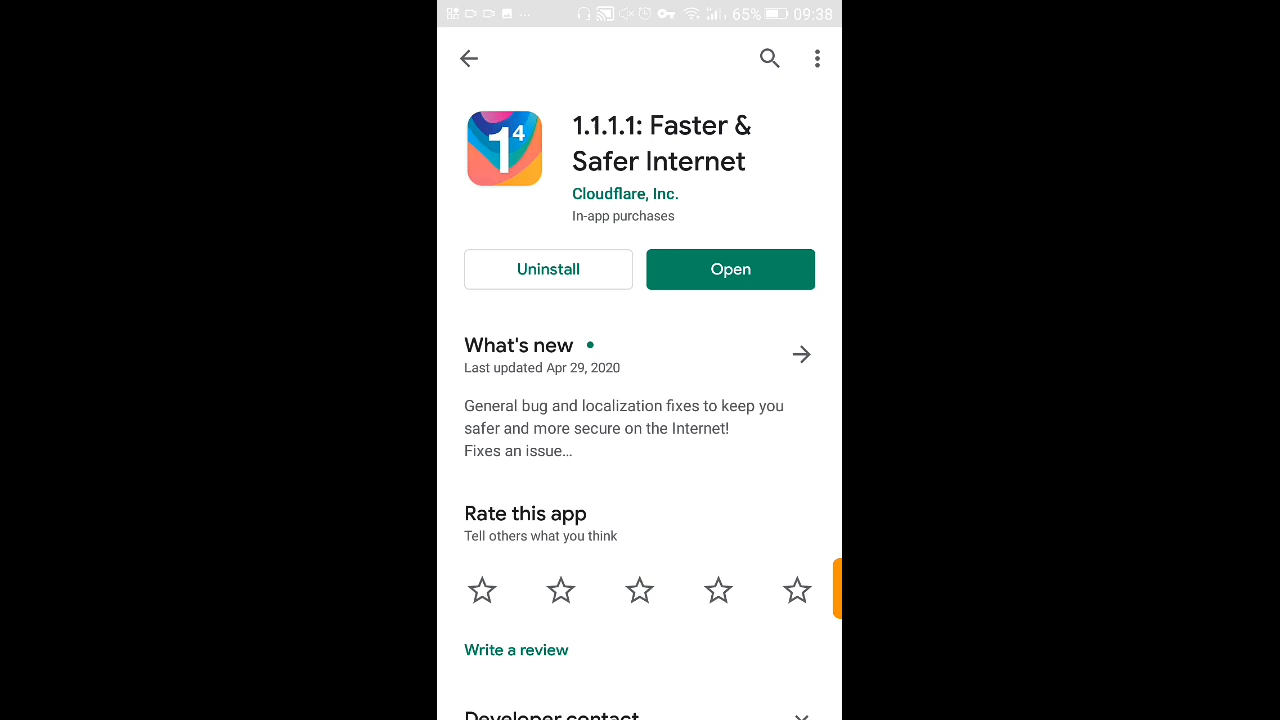 65% 09:38
1⁴
1.1.1.1: Faster &
Safer Internet
Cloudflare, Inc.
In-app purchases
Uninstall
Open
What's new
Last updated Apr 29, 2020
General bug and localization fixes to keep you
safer and more secure on the Internet!
Fixes an issue…
Rate this app
Tell others what you think
Write a review
Developer contact